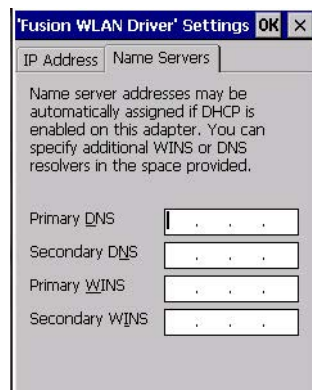 'Fusion WLAN Driver' Settings OK ×
IP Address Name Servers
Name server addresses may be
automatically assigned if DHCP is
enabled on this adapter. You can
specify additional WINS or DNS
resolvers in the space provided.
Primary DNS . . .
Secondary DNS . . .
Primary WINS . . .
Secondary WINS . . .